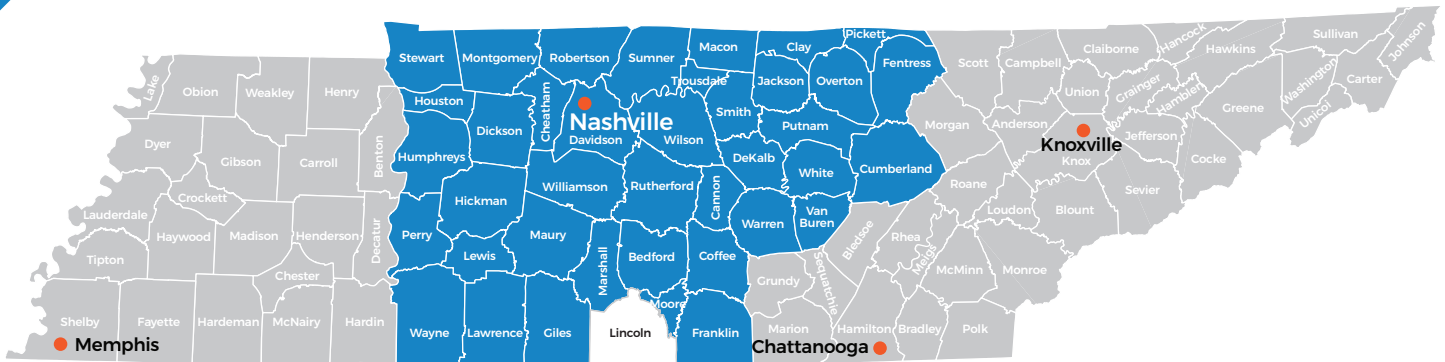 Stewart
Montgomery
Robertson
Sumner
Macon
Clay
Pickett
Fentress
Scott
Campbell
Claiborne
Hancock
Hawkins
Sullivan
Johnson
Lake
Obion
Weakley
Henry
Houston
Cheatham
Trousdale
Jackson
Overton
Union
Grainger
Hamblen
Washington
Carter
Unicoi
Greene
Dickson
Nashville
Davidson
Wilson
Smith
Putnam
Morgan
Anderson
Knoxville
Knox
Jefferson
Cocke
Dyer
Gibson
Carroll
Benton
Humphreys
Williamson
Rutherford
Cannon
DeKalb
White
Cumberland
Roane
Loudon
Blount
Sevier
Crockett
Lauderdale
Haywood
Madison
Henderson
Decatur
Hickman
Perry
Lewis
Maury
Marshall
Bedford
Coffee
Warren
Van
Buren
Bledsoe
Rhea
Meigs
McMinn
Monroe
Tipton
Chester
Grundy
Sequatchie
Shelby
Fayette
Hardeman
McNairy
Hardin
Wayne
Lawrence
Giles
Lincoln
Moore
Franklin
Marion
Hamilton
Bradley
Polk
Memphis
Chattanooga